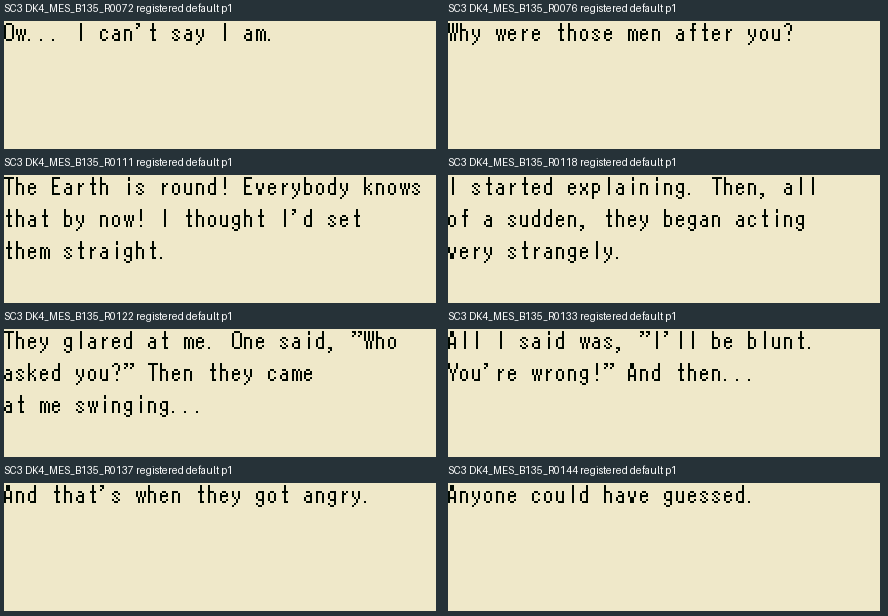 SC3 DK4_MES_B135_R0072 registered default p1
Ow... I can't say I am.
SC3 DK4_MES_B135_R0076 registered default p1
Why were those men after you?
SC3 DK4_MES_B135_R0111 registered default p1
The Earth is round! Everybody knows
that by now! I thought I'd set
them straight.
SC3 DK4_MES_B135_R0118 registered default p1
I started explaining. Then, all
of a sudden, they began acting
very strangely.
SC3 DK4_MES_B135_R0122 registered default p1
They glared at me. One said, ”Who
asked you?” Then they came
at me swinging...
SC3 DK4_MES_B135_R0133 registered default p1
All I said was, ”I'll be blunt.
You're wrong!” And then...
SC3 DK4_MES_B135_R0137 registered default p1
And that's when they got angry.
SC3 DK4_MES_B135_R0144 registered default p1
Anyone could have guessed.